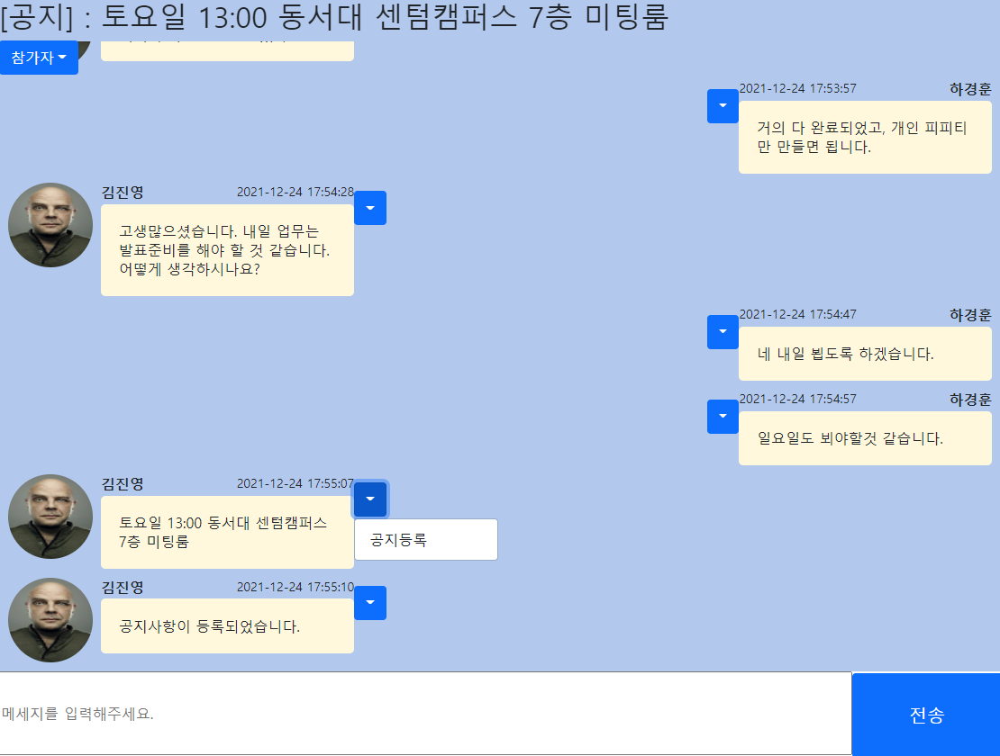 [공지] : 토요일 13:00 동서대 센텀캠퍼스 7층 미팅룸
참가자
2021-12-24 17:53:57 하경훈
거의 다 완료되었고, 개인 피피티
만 만들면 됩니다.
김진영 2021-12-24 17:54:28
고생많으셨습니다. 내일 업무는
발표준비를 해야 할 것 같습니다.
어떻게 생각하시나요?
2021-12-24 17:54:47 하경훈
네 내일 뵙도록 하겠습니다.
2021-12-24 17:54:57 하경훈
일요일도 뵈야할것 같습니다.
김진영 2021-12-24 17:55:07
토요일 13:00 동서대 센텀캠퍼스
7층 미팅룸
공지등록
김진영 2021-12-24 17:55:10
공지사항이 등록되었습니다.
메세지를 입력해주세요.
전송